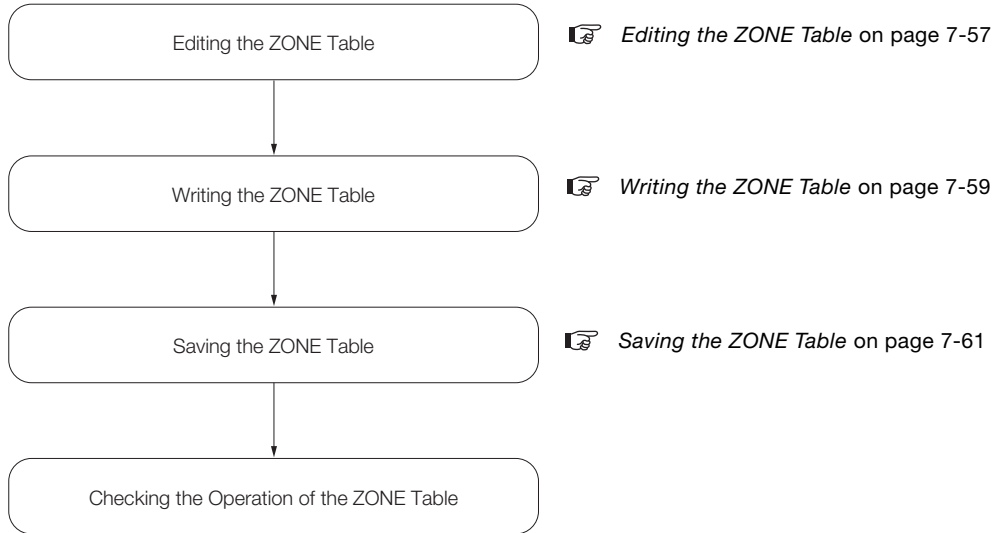 Editing the ZONE Table
Editing the ZONE Table on page 7-57
Writing the ZONE Table
Writing the ZONE Table on page 7-59
Saving the ZONE Table
Saving the ZONE Table on page 7-61
Checking the Operation of the ZONE Table